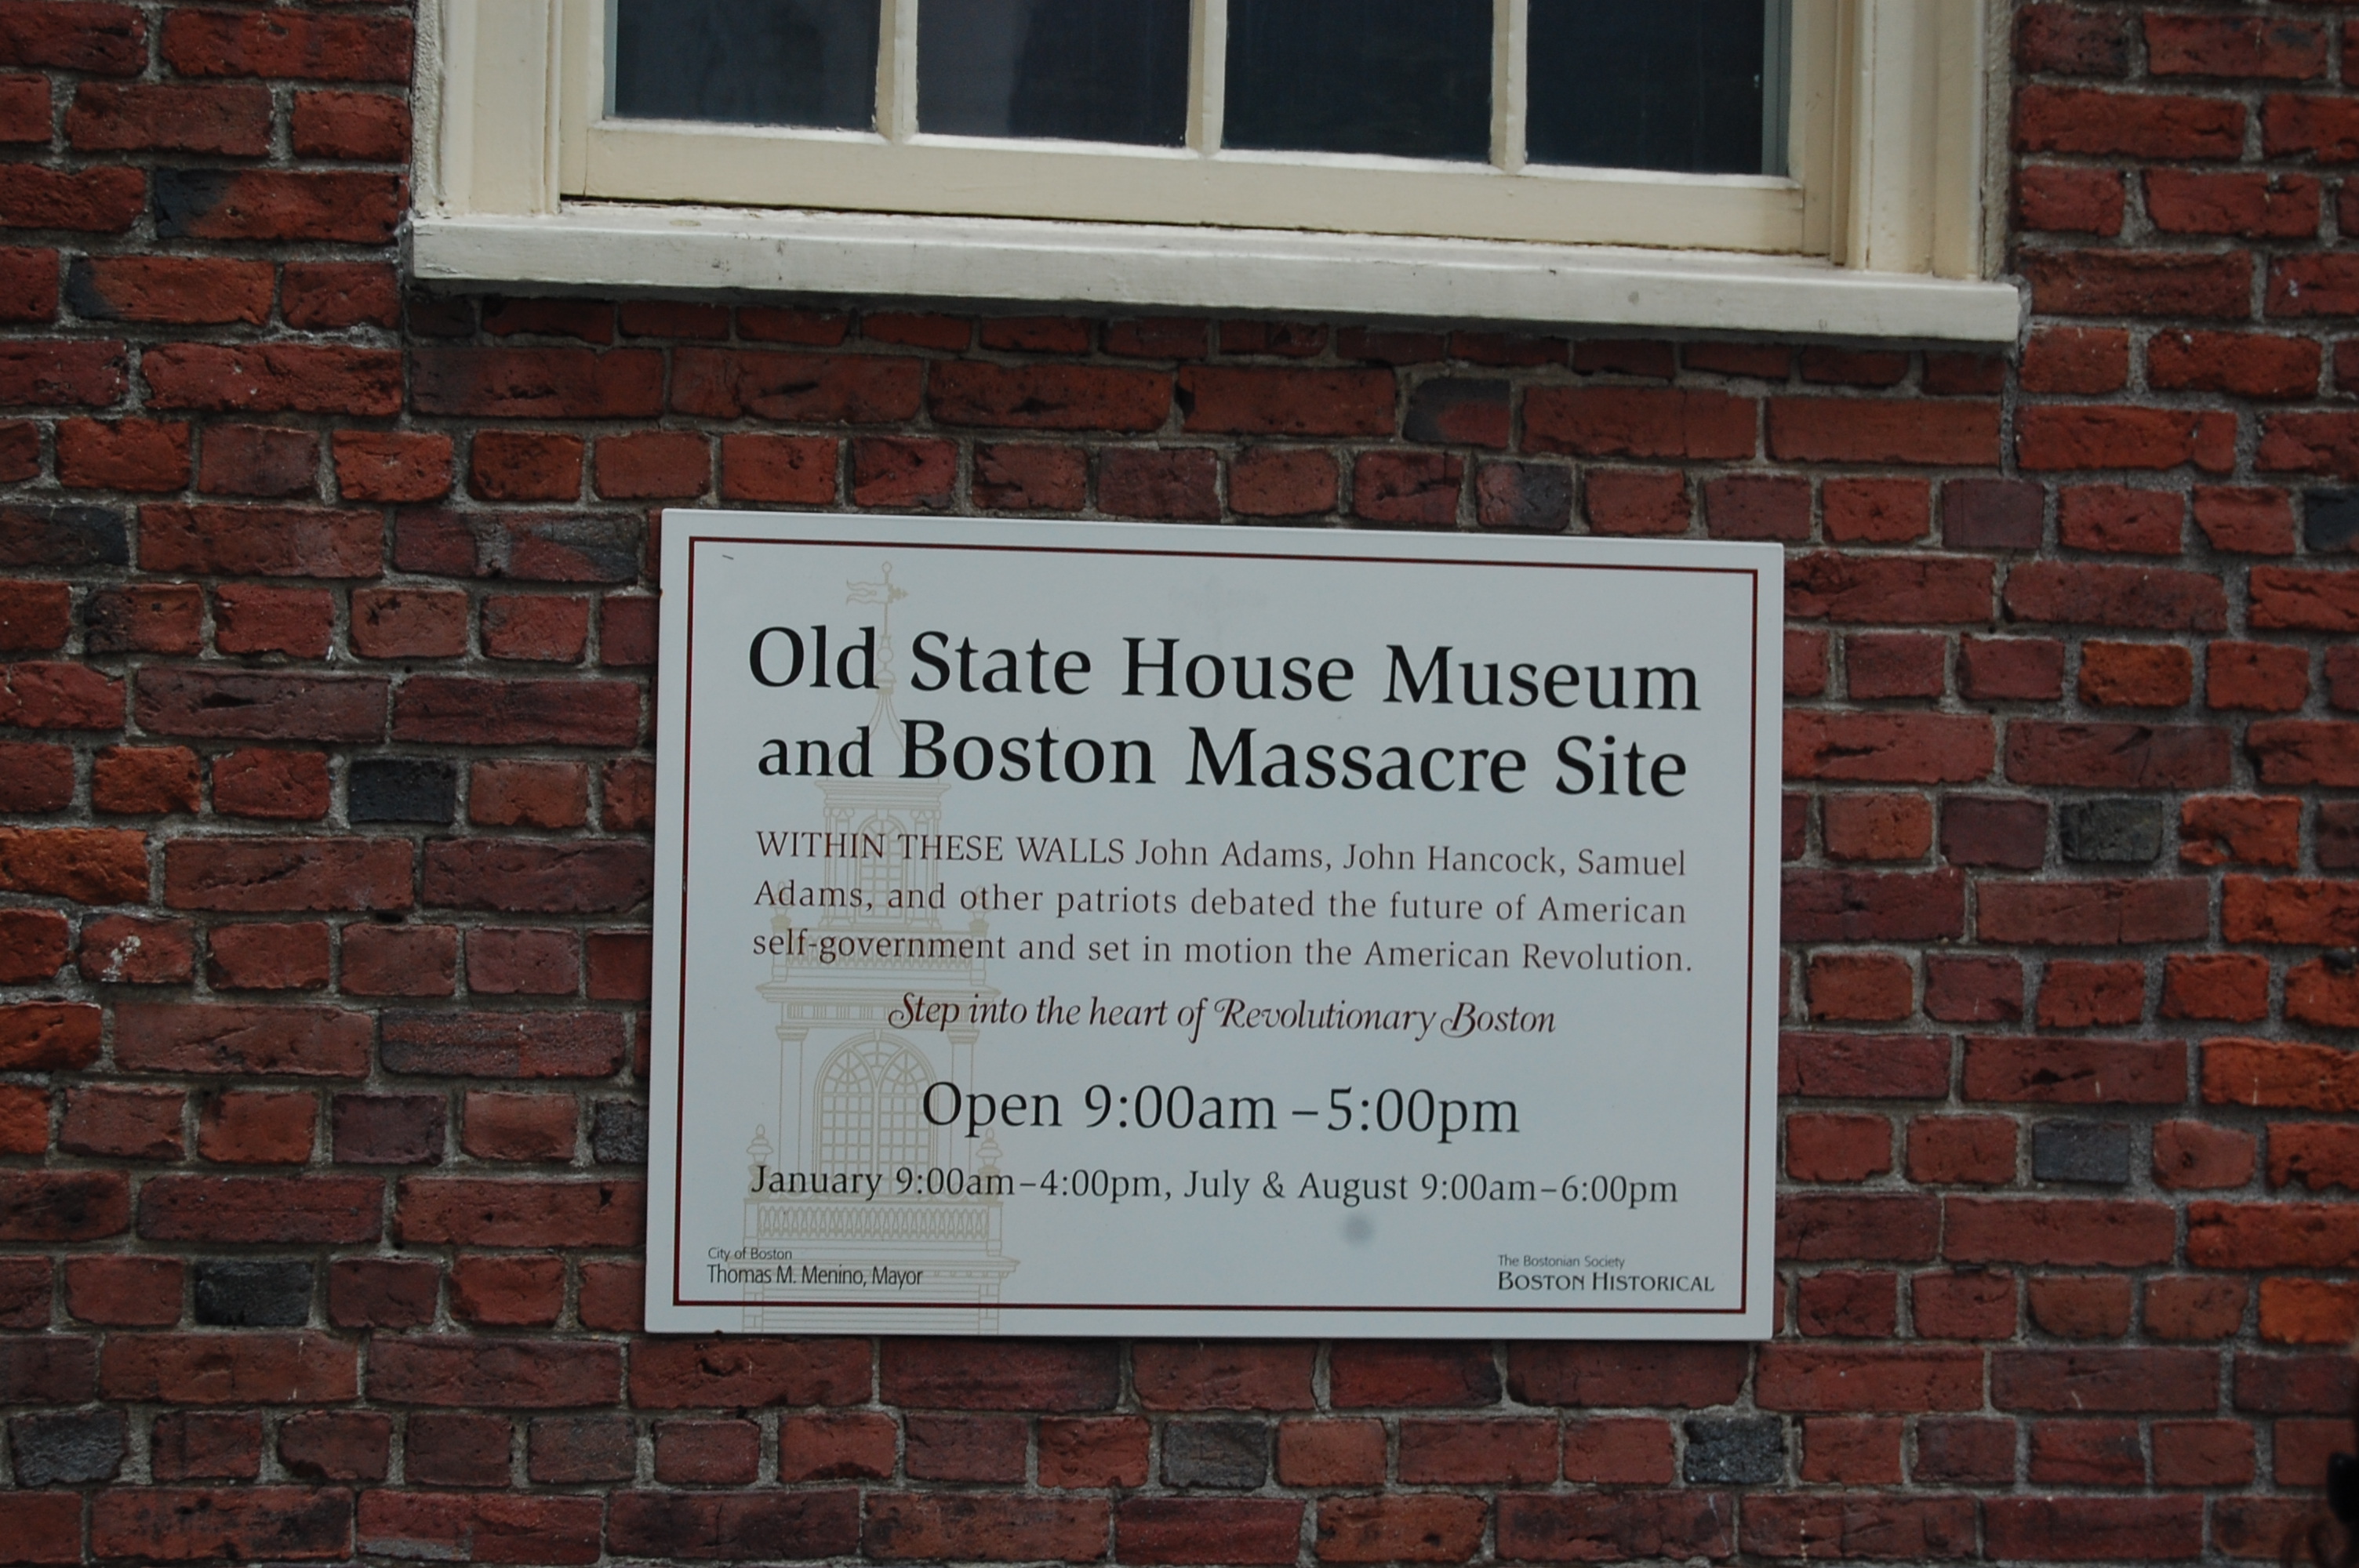 Old State House Museum
and Boston Massacre Site
WITHIN THESE WALLS John Adams, John Hancock, Samuel
Adams, and other patriots debated the future of American
self-government and set in motion the American Revolution.
Step into the heart of Revolutionary Boston
Open 9:00am–5:00pm
January 9:00am–4:00pm, July & August 9:00am–6:00pm
City of Boston
Thomas M. Menino, Mayor
The Bostonian Society
BOSTON HISTORICAL